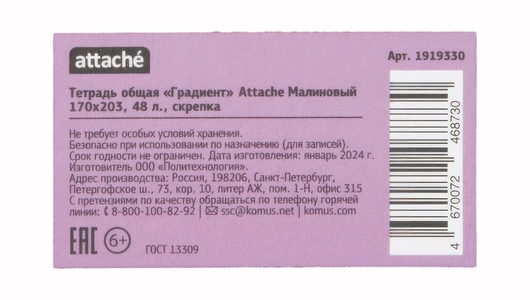 attaché
Арт. 1919330
Тетрадь общая «Градиент» Attache Малиновый
170х203, 48 л., скрепка
Не требует особых условий хранения.
Безопасно при использовании по назначению (для записей).
Срок годности не ограничен. Дата изготовления: январь 2024 г.
Изготовитель ООО «Политехнология».
Адрес производства: Россия, 198206, Санкт-Петербург,
Петергофское ш., 73, кор. 10, литер АЖ, пом. 1-Н, офис 315
С претензиями по качеству обращаться по телефону горячей
линии: 8-800-100-82-92 | ssc@komus.net | komus.com
ЕАС 6+ ГОСТ 13309
4 670072 468730